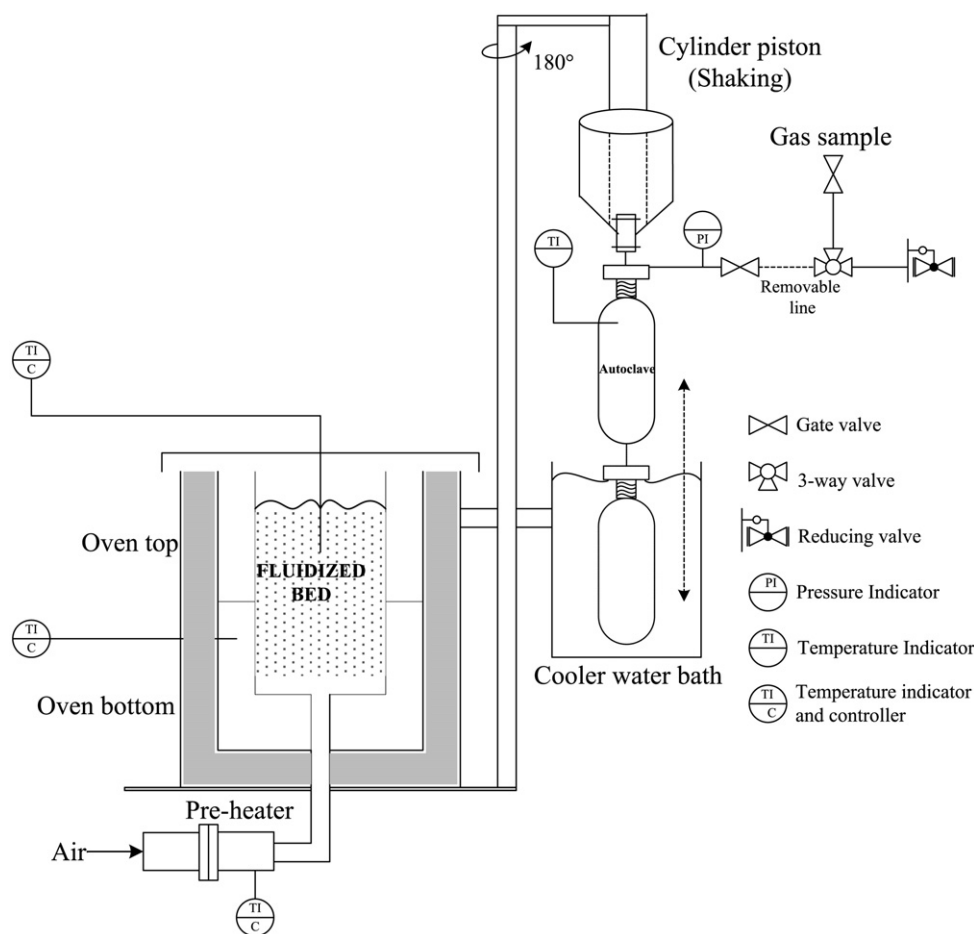 180°
Cylinder piston
(Shaking)
Gas sample
TI
PI
Removable
line
TI
C
Autoclave
Gate valve
3-way valve
Oven top
FLUIDIZED
BED
Reducing valve
PI
Pressure Indicator
TI
C
TI
Temperature Indicator
Cooler water bath
Oven bottom
TI
C
Temperature indicator
and controller
Pre-heater
Air
TI
C